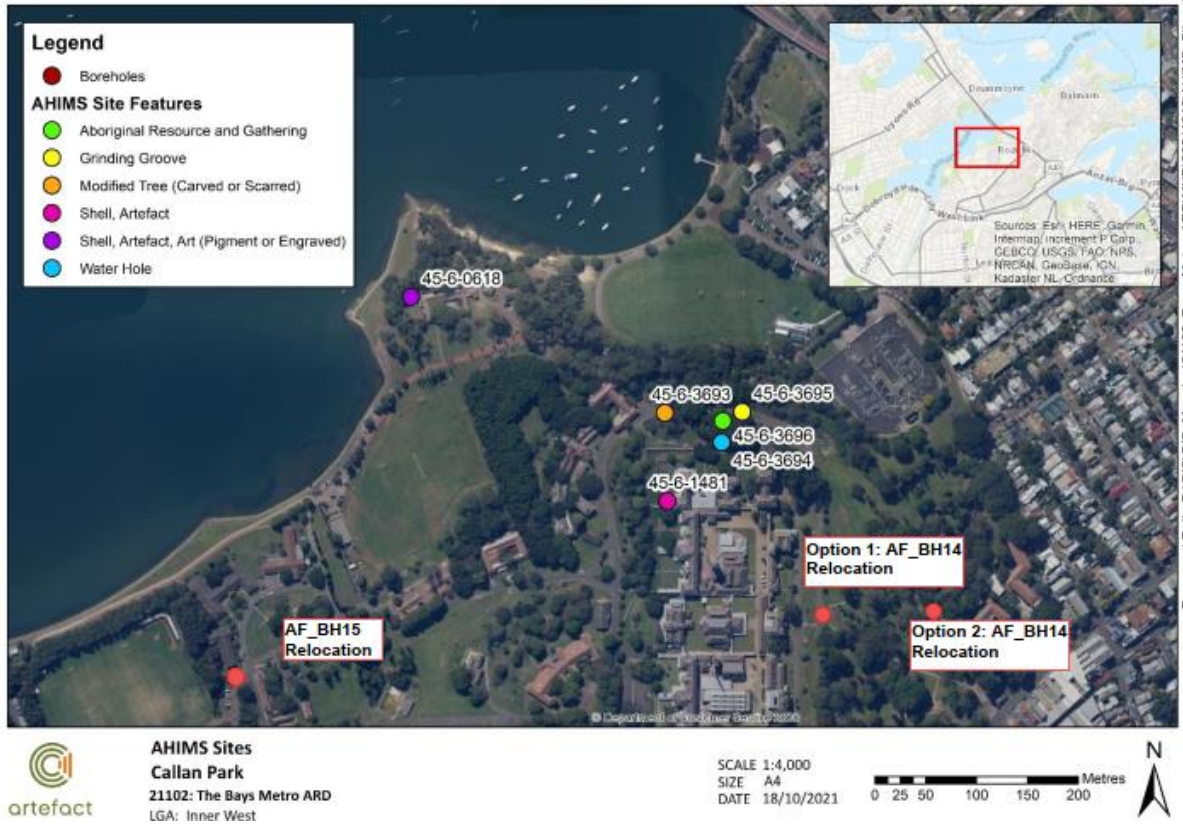 Legend
Boreholes
AHIMS Site Features
Aboriginal Resource and Gathering
Grinding Groove
Modified Tree (Carved or Scarred)
Shell, Artefact
Shell, Artefact, Art (Pigment or Engraved)
Water Hole
Drummoyne
Balmain
Lyons-Rd
Sources: Esri, HERE, Garmin,
Intermap, increment P Corp.,
GEBCO, USGS, FAO, NPS,
NRCAN, GeoBase, IGN,
Kadaster NL, Ordnance
45-6-0618
45-6-3693
45-6-3695
45-6-3696
45-6-3694
45-6-1481
Option 1: AF_BH14
Relocation
Option 2: AF_BH14
Relocation
AF_BH15
Relocation
artefact
AHIMS Sites
Callan Park
21102: The Bays Metro ARD
LGA: Inner West
SCALE 1:4,000
SIZE A4
DATE 18/10/2021
Metres
0 25 50 100 150 200
N